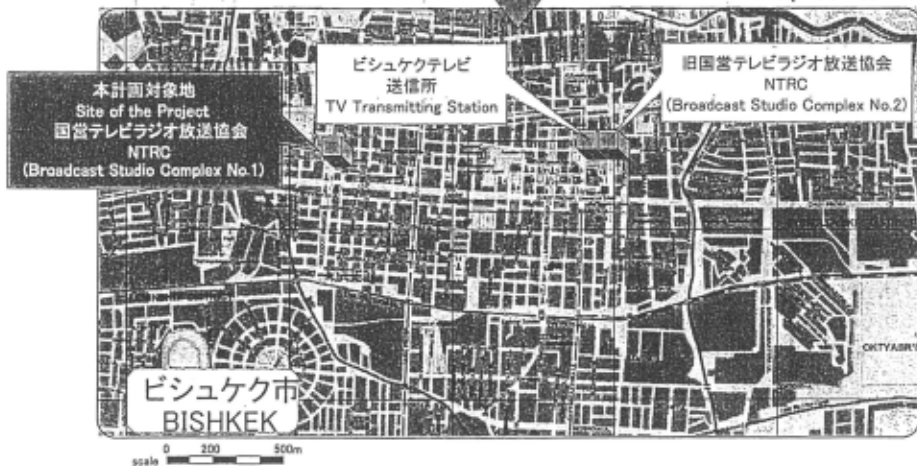 本計画対象地
Site of the Project
国営テレビラジオ放送協会
NTRC
(Broadcast Studio Complex No.1)
ビシュケクテレビ
送信所
TV Transmitting Station
旧国営テレビラジオ放送協会
NTRC
(Broadcast Studio Complex No.2)
OKTYABR'
ビシュケク市
BISHKEK
scale 0 200 500m